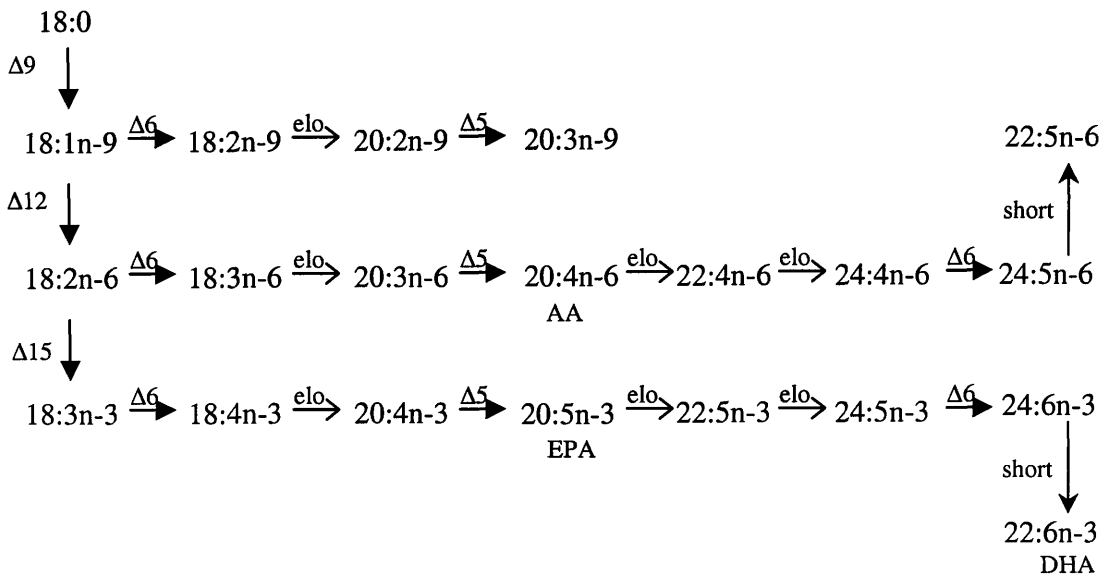 18:0
Δ9
18:1n-9 Δ6 18:2n-9 elo 20:2n-9 Δ5 20:3n-9 22:5n-6
Δ12 short
18:2n-6 Δ6 18:3n-6 elo 20:3n-6 Δ5 20:4n-6 elo 22:4n-6 elo 24:4n-6 Δ6 24:5n-6
AA
Δ15
18:3n-3 Δ6 18:4n-3 elo 20:4n-3 Δ5 20:5n-3 elo 22:5n-3 elo 24:5n-3 Δ6 24:6n-3
EPA
short
22:6n-3
DHA